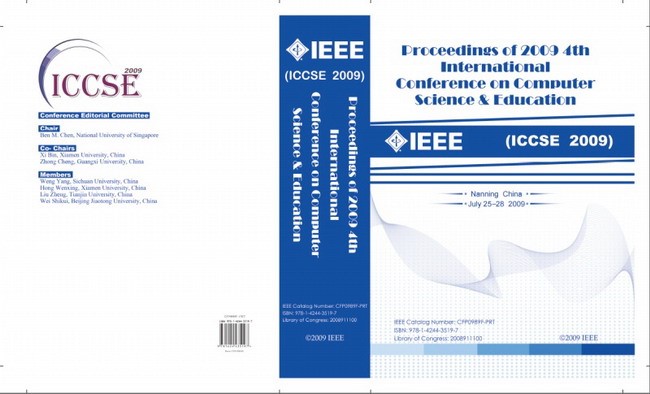 2009
ICCSE
Conference Editorial Committee
Chair
Ben M. Chen, National University of Singapore
Co- Chairs
Xi Bin, Xiamen University, China
Zhong Cheng, Guangxi University, China
Members
Weng Yang, Sichuan University, China
Hong Wenxing, Xiamen University, China
Liu Zheng, Tianjin University, China
Wei Shikui, Beijing Jiaotong University, China
IEEE
(ICCSE 2009)
Proceedings of 2009 4th
International
Conference on Computer
Science & Education
IEEE Catalog Number: CFP0989F-PRT
ISBN: 978-1-4244-3519-7
Library of Congress: 2008911100
©2009 IEEE
Proceedings of 2009 4th
International
Conference on Computer
Science & Education
IEEE
(ICCSE 2009)
Nanning China
July 25-28 2009
IEEE Catalog Number: CFP0989F-PRT
ISBN: 978-1-4244-3519-7
Library of Congress: 2008911100
©2009 IEEE